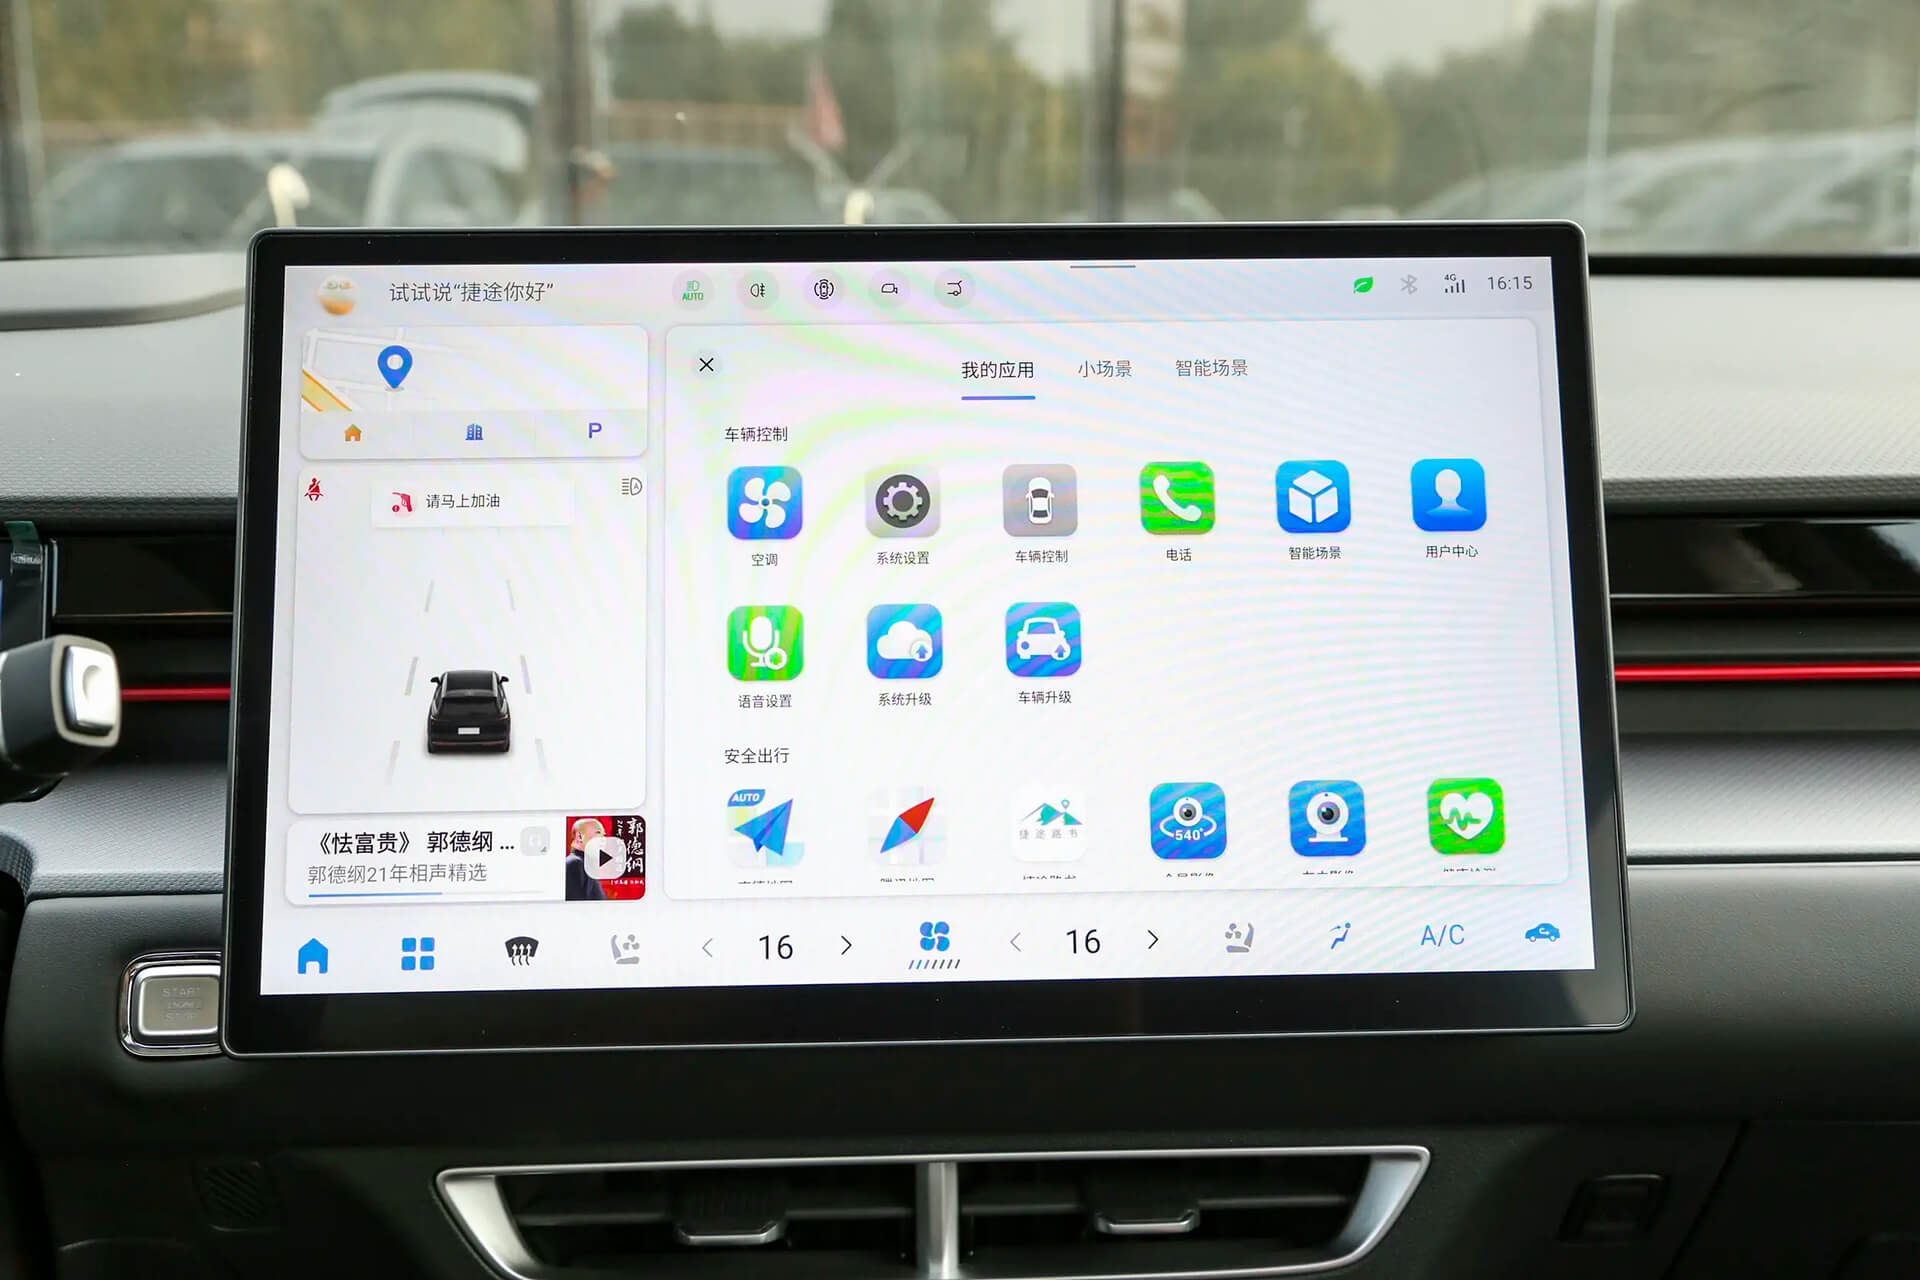 试试说“捷途你好”
AUTO
4G
16:15
P
请马上加油
《怯富贵》 郭德纲 ...
郭德纲21年相声精选
郭德纲
我的应用 小场景 智能场景
车辆控制
空调 系统设置 车辆控制 电话 智能场景 用户中心
语音设置 系统升级 车辆升级
安全出行
AUTO
捷途路书
540°
16
16
A/C
START
STOP